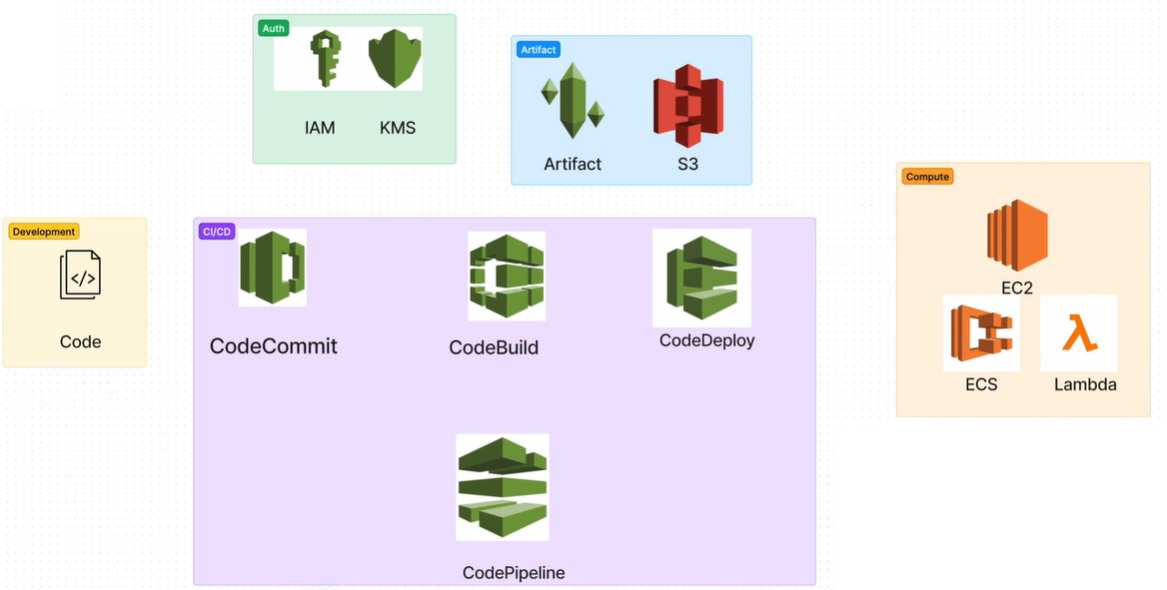 Auth
IAM
KMS
Artifact
Artifact
S3
Compute
EC2
ECS
Lambda
Development
</>
Code
CI/CD
CodeCommit
CodeBuild
CodeDeploy
CodePipeline